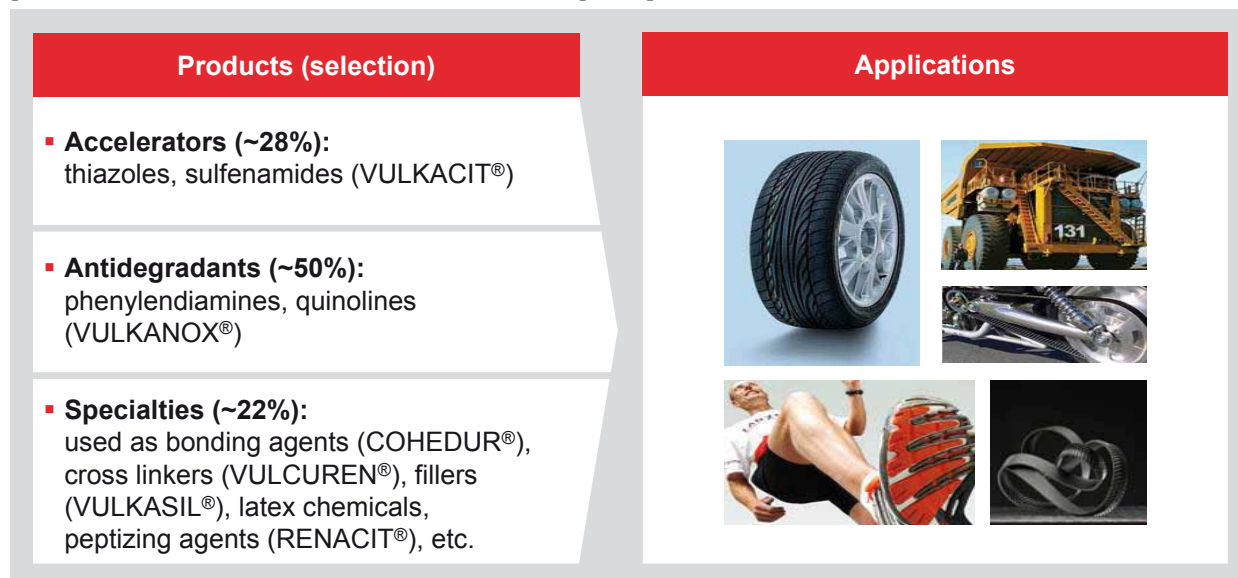 Products (selection)
Applications
▪ Accelerators (~28%):
thiazoles, sulfenamides (VULKACIT®)
▪ Antidegradants (~50%):
phenylendiamines, quinolines
(VULKANOX®)
▪ Specialties (~22%):
used as bonding agents (COHEDUR®),
cross linkers (VULCUREN®), fillers
(VULKASIL®), latex chemicals,
peptizing agents (RENACIT®), etc.
131